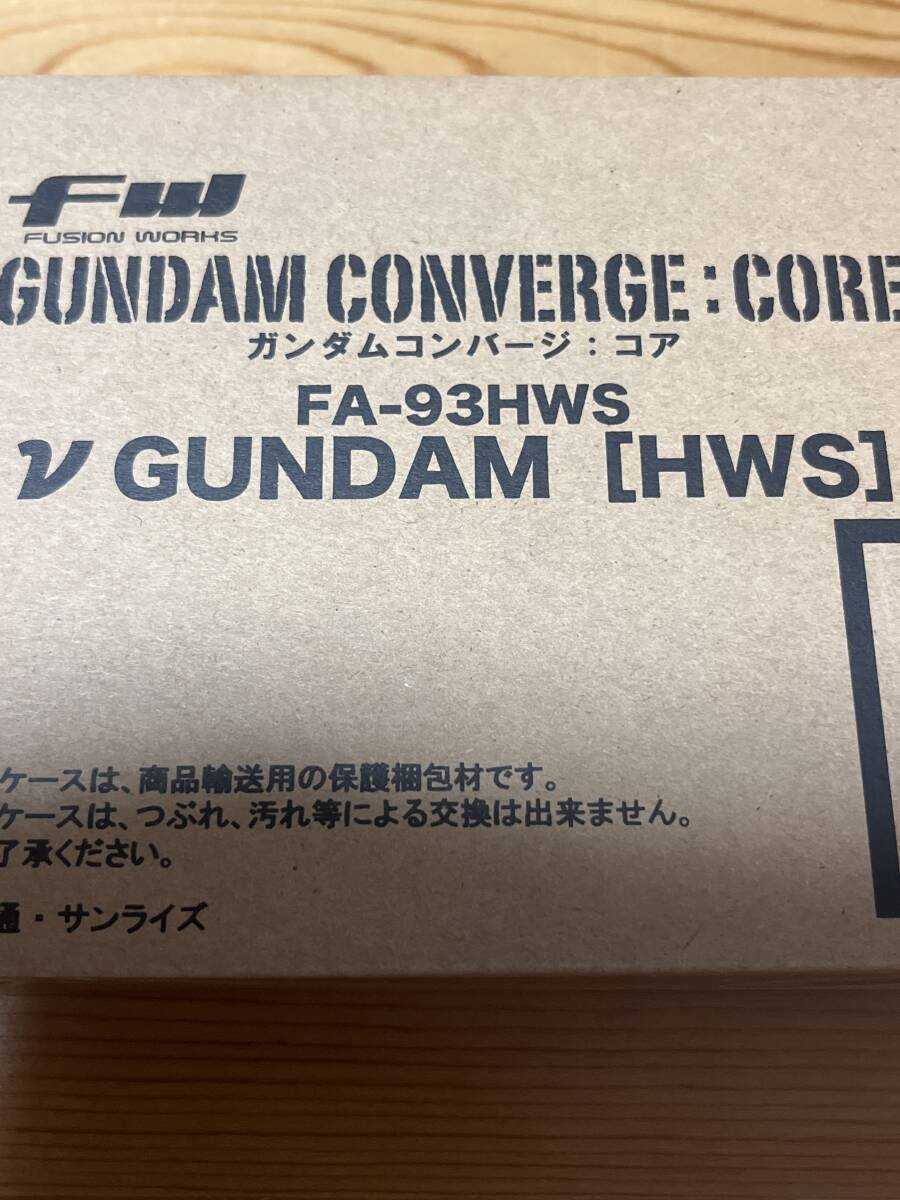 FW
FUSION WORKS
GUNDAM CONVERGE:CORE
ガンダムコンバージ:コア
FA-93HWS
ν GUNDAM [HWS]
ケースは、商品輸送用の保護梱包材です。
ケースは、つぶれ、汚れ等による交換は出来ません。
了承ください。
通・サンライズ